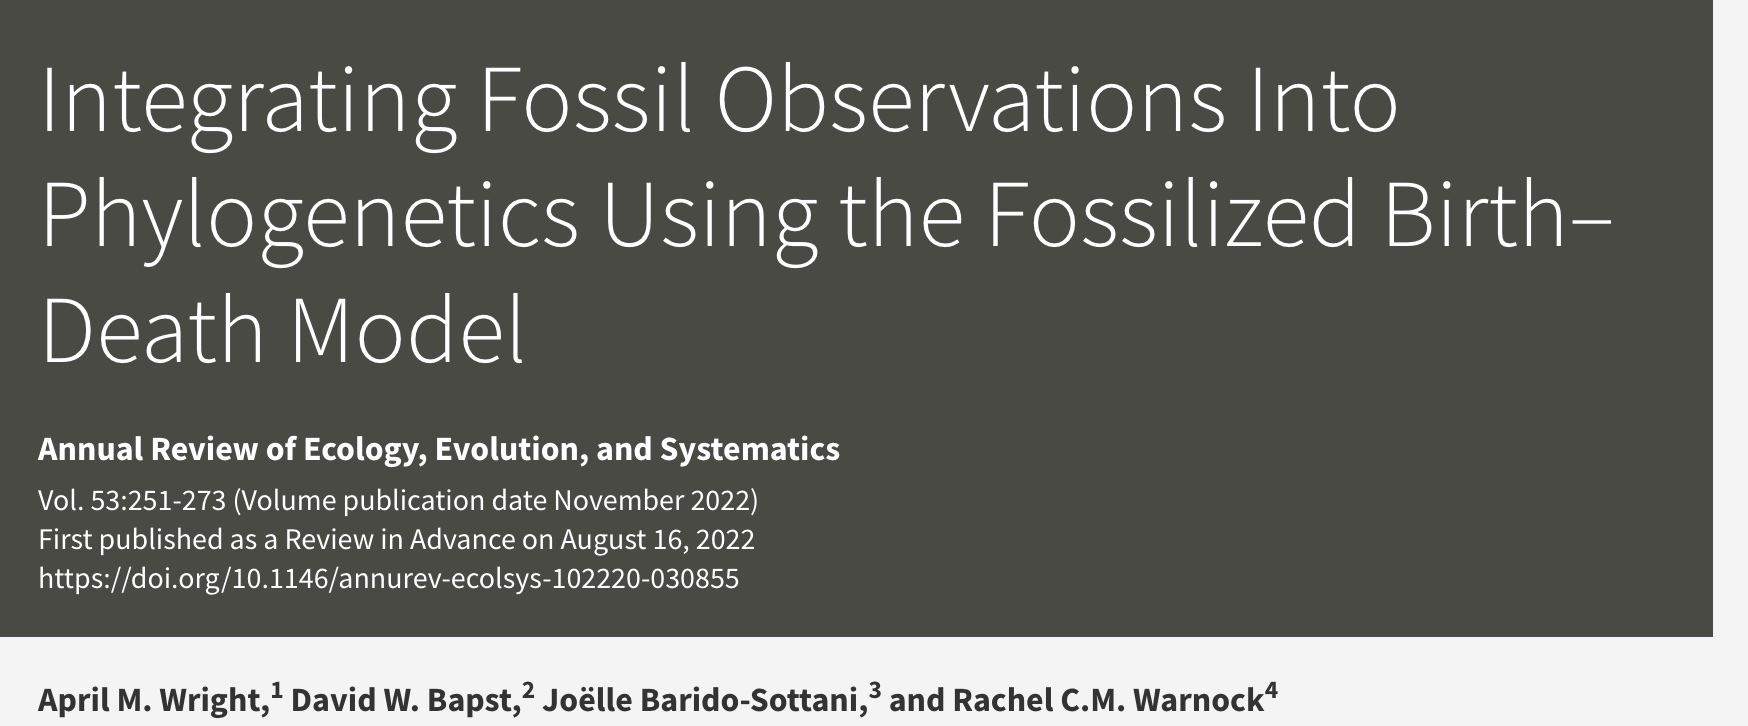 Integrating Fossil Observations Into
Phylogenetics Using the Fossilized Birth–
Death Model
Annual Review of Ecology, Evolution, and Systematics
Vol. 53:251-273 (Volume publication date November 2022)
First published as a Review in Advance on August 16, 2022
https://doi.org/10.1146/annurev-ecolsys-102220-030855
April M. Wright,1 David W. Bapst,2 Joëlle Barido-Sottani,3 and Rachel C.M. Warnock4